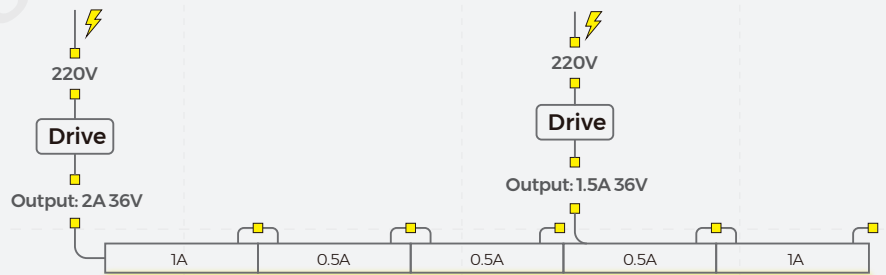 220V
Drive
Output: 2A 36V
220V
Drive
Output: 1.5A 36V
1A
0.5A
0.5A
0.5A
1A